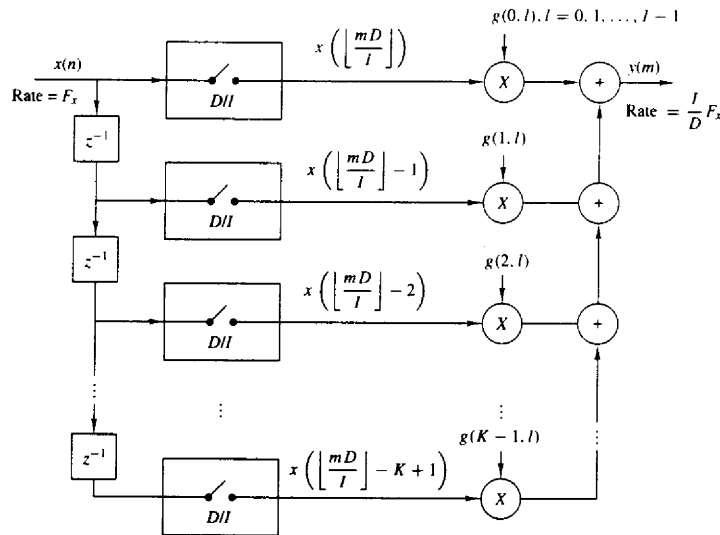 g(0, l), l = 0, 1, . . . , I − 1
x(n)
x (⌊mD/I⌋)
X
+
y(m)
Rate = F_x
D/I
Rate = I/D F_x
z^−1
g(1, l)
x (⌊mD/I⌋ − 1)
X
+
D/I
z^−1
g(2, l)
x (⌊mD/I⌋ − 2)
X
+
D/I
g(K − 1, l)
z^−1
x (⌊mD/I⌋ − K + 1)
X
D/I